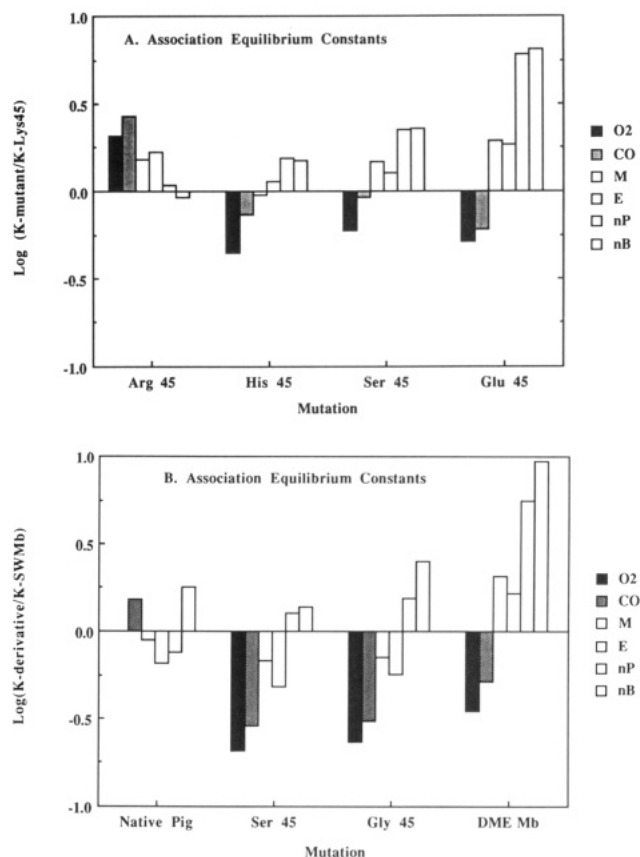 A. Association Equilibrium Constants
Log (K-mutant/K-Lys45)
1.0
0.5
0.0
-0.5
-1.0
Arg 45 His 45 Ser 45 Glu 45
Mutation
O2
CO
M
E
nP
nB
B. Association Equilibrium Constants
Log(K-derivative/K-SWMb)
1.0
0.5
0.0
-0.5
-1.0
Native Pig Ser 45 Gly 45 DME Mb
Mutation
O2
CO
M
E
nP
nB